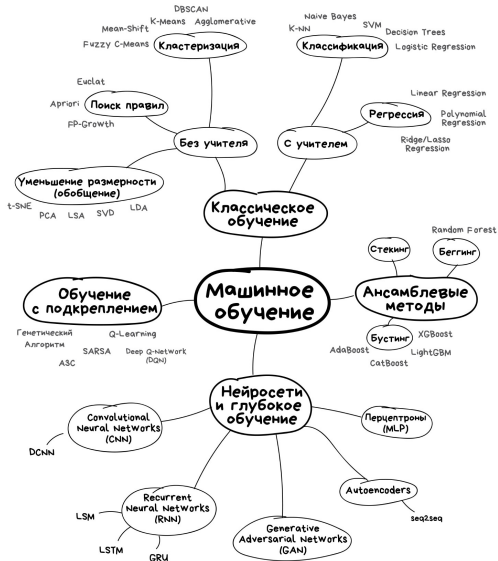 DBSCAN
Mean-Shift
K-Means
Agglomerative
Fuzzy C-Means
Кластеризация
Naive Bayes
K-NN
SVM
Decision Trees
Классификация
Logistic Regression
Euclat
Apriori
Поиск правил
FP-Growth
Linear Regression
Регрессия
Polynomial
Regression
Ridge/Lasso
Regression
Без учителя
С учителем
Уменьшение размерности
(обобщение)
t-SNE
PCA
LSA
SVD
LDA
Классическое
обучение
Random Forest
Стекинг
Беггинг
Обучение
с подкреплением
Машинное
обучение
Ансамблевые
методы
Генетический
Алгоритм
Q-Learning
SARSA
Deep Q-Network
(DQN)
A3C
Бустинг
XGBoost
AdaBoost
LightGBM
CatBoost
Нейросети
и глубокое
обучение
Convolutional
Neural Networks
(CNN)
DCNN
Перцептроны
(MLP)
Autoencoders
seq2seq
Recurrent
Neural Networks
(RNN)
LSM
LSTM
GRU
Generative
Adversarial Networks
(GAN)